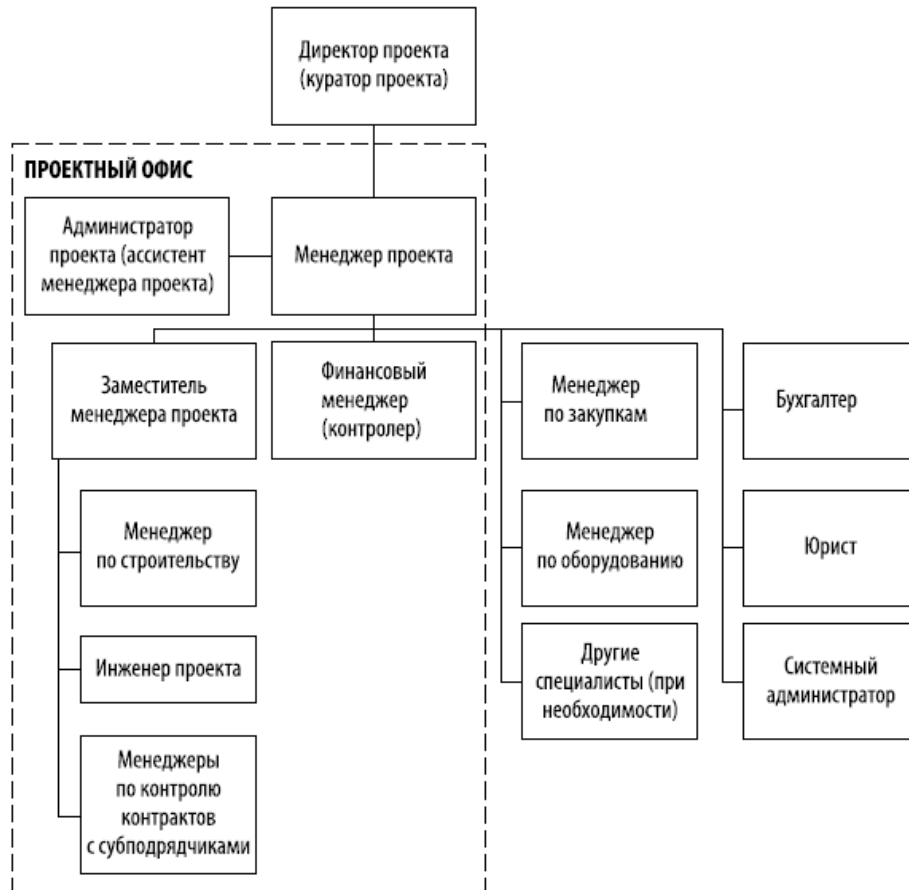 Директор проекта
(куратор проекта)
ПРОЕКТНЫЙ ОФИС
Администратор
проекта (ассистент
менеджера проекта)
Менеджер проекта
Заместитель
менеджера проекта
Финансовый
менеджер
(контролер)
Менеджер
по закупкам
Бухгалтер
Менеджер
по строительству
Менеджер
по оборудованию
Юрист
Инженер проекта
Другие
специалисты (при
необходимости)
Системный
администратор
Менеджеры
по контролю
контрактов
с субподрядчиками